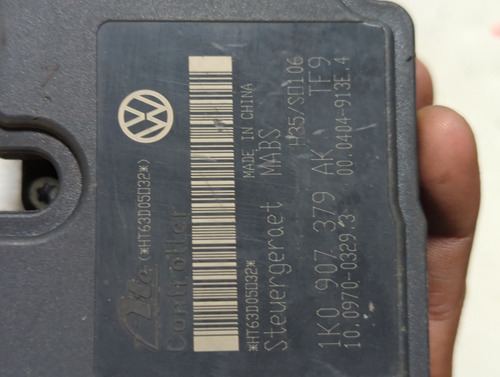 Ate (*HT63D05D32*)
Controller
*HT63D05D32*
MADE IN CHINA
Steuergeraet MABS
H35/SD106
1K0 907 379 AK TF9
10.0970-0329.3 00.0404-913E.4